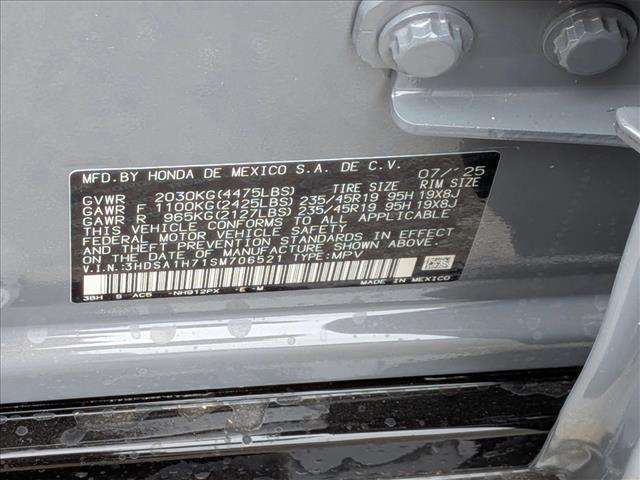 MFD.BY HONDA DE MEXICO S.A. DE C.V. 07/'25
GVWR 2030KG(4475LBS) TIRE SIZE RIM SIZE
GAWR F 1100KG(2425LBS) 235/45R19 95H 19X8J
GAWR R 965KG(2127LBS) 235/45R19 95H 19X8J
THIS VEHICLE CONFORMS TO ALL APPLICABLE
FEDERAL MOTOR VEHICLE SAFETY
AND THEFT PREVENTION STANDARDS IN EFFECT
ON THE DATE OF MANUFACTURE SHOWN ABOVE.
V.I.N.:3HDSA1H71SM706521 TYPE:MPV
3BH S AC5 NH912PX E-M MADE IN MEXICO